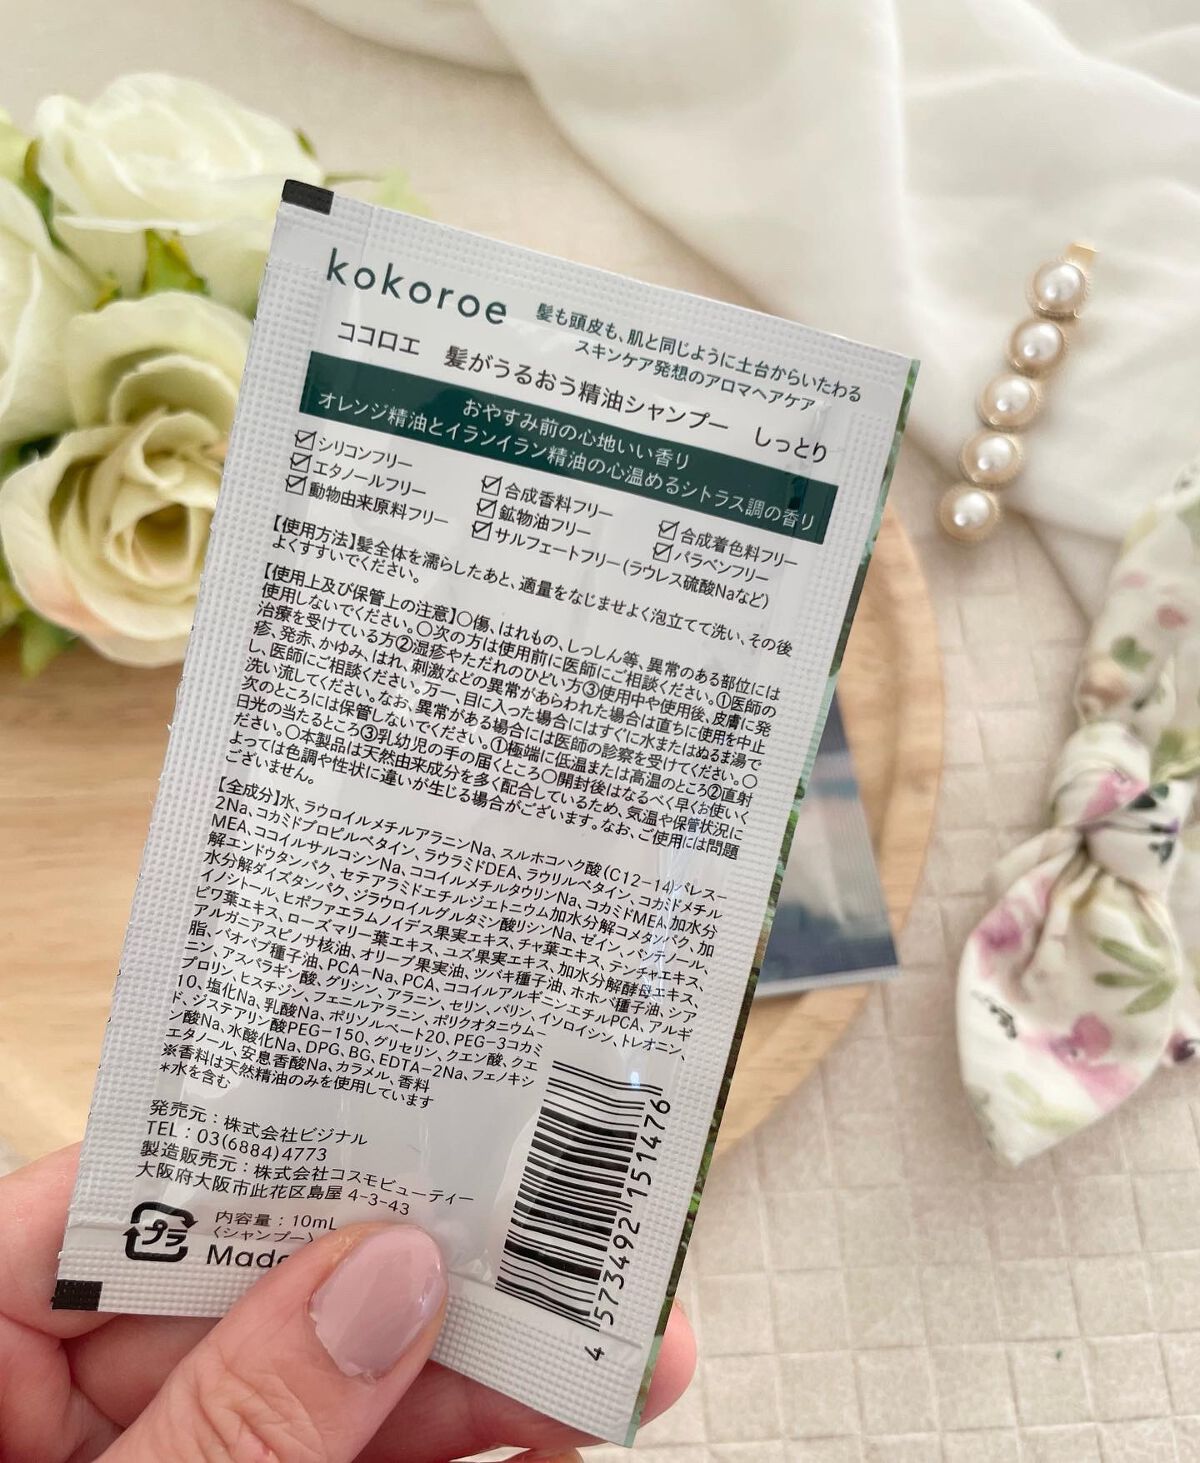 kokoroe
髪も頭皮も、肌と同じように土台からいたわる
スキンケア発想のアロマヘアケア
ココロエ 髪がうるおう精油シャンプー しっとり
おやすみ前の心地いい香り
オレンジ精油とイランイラン精油の心温めるシトラス調の香り
シリコンフリー 合成香料フリー 合成着色料フリー
エタノールフリー 鉱物油フリー パラベンフリー
動物由来原料フリー サルフェートフリー(ラウレス硫酸Naなど)
【使用方法】髪全体を濡らしたあと、適量をなじませよく泡立てて洗い、その後
よくすすいでください。
【使用上及び保管上の注意】○傷、はれもの、しっしん等、異常のある部位には
使用しないでください。○次の方は使用前に医師にご相談ください。①医師の
治療を受けている方②湿疹やただれのひどい方③使用中や使用後、皮膚に発
疹、発赤、かゆみ、はれ、刺激などの異常があらわれた場合は直ちに使用を中止
し、医師にご相談ください。万一、目に入った場合にはすぐに水またはぬるま湯で
洗い流してください。なお、異常がある場合には医師の診察を受けてください。○
次のところには保管しないでください。①極端に低温または高温のところ②直射
日光の当たるところ③乳幼児の手の届くところ○開封後はなるべく早くお使いく
ださい。○本製品は天然由来成分を多く配合しているため、気温や保管状況に
よっては色調や性状に違いが生じる場合がございます。なお、ご使用には問題
ございません。
【全成分】水、ラウロイルメチルアラニンNa、スルホコハク酸(C12-14)パレス-
2Na、コカミドプロピルベタイン、ラウラミドDEA、ラウリルベタイン、コカミドメチル
MEA、ココイルサルコシンNa、ココイルメチルタウリンNa、コカミドMEA、加水分
解エンドウタンパク、セテアラミドエチルジエトニウム加水分解コメタンパク、加
水分解ダイズタンパク、ジラウロイルグルタミン酸リシンNa、ゼイン、パンテノール、
イノシトール、ヒポファエラムノイデス果実エキス、チャ葉エキス、テンチャエキス、
ビワ葉エキス、ローズマリー葉エキス、ユズ果実エキス、加水分解酵母エキス、
アルガニアスピノサ核油、オリーブ果実油、ツバキ種子油、ホホバ種子油、シア
脂、バオバブ種子油、PCA-Na、PCA、ココイルアルギニンエチルPCA、アルギ
ニン、アスパラギン酸、グリシン、アラニン、セリン、バリン、イソロイシン、トレオニン、
プロリン、ヒスチジン、フェニルアラニン、ポリクオタニウム-
10、塩化Na、乳酸Na、ポリソルベート20、PEG-3コカミ
ド、ジステアリン酸PEG-150、グリセリン、クエン酸、クエ
ン酸Na、水酸化Na、DPG、BG、EDTA-2Na、フェノキシ
エタノール、安息香酸Na、カラメル、香料
※香料は天然精油のみを使用しています
*水を含む
発売元：株式会社ビジナル
TEL：03(6884)4773
製造販売元：株式会社コスモビューティー
大阪府大阪市此花区島屋 4-3-43
プラ
内容量：10mL
〈シャンプー〉
Made
4 573492 151476